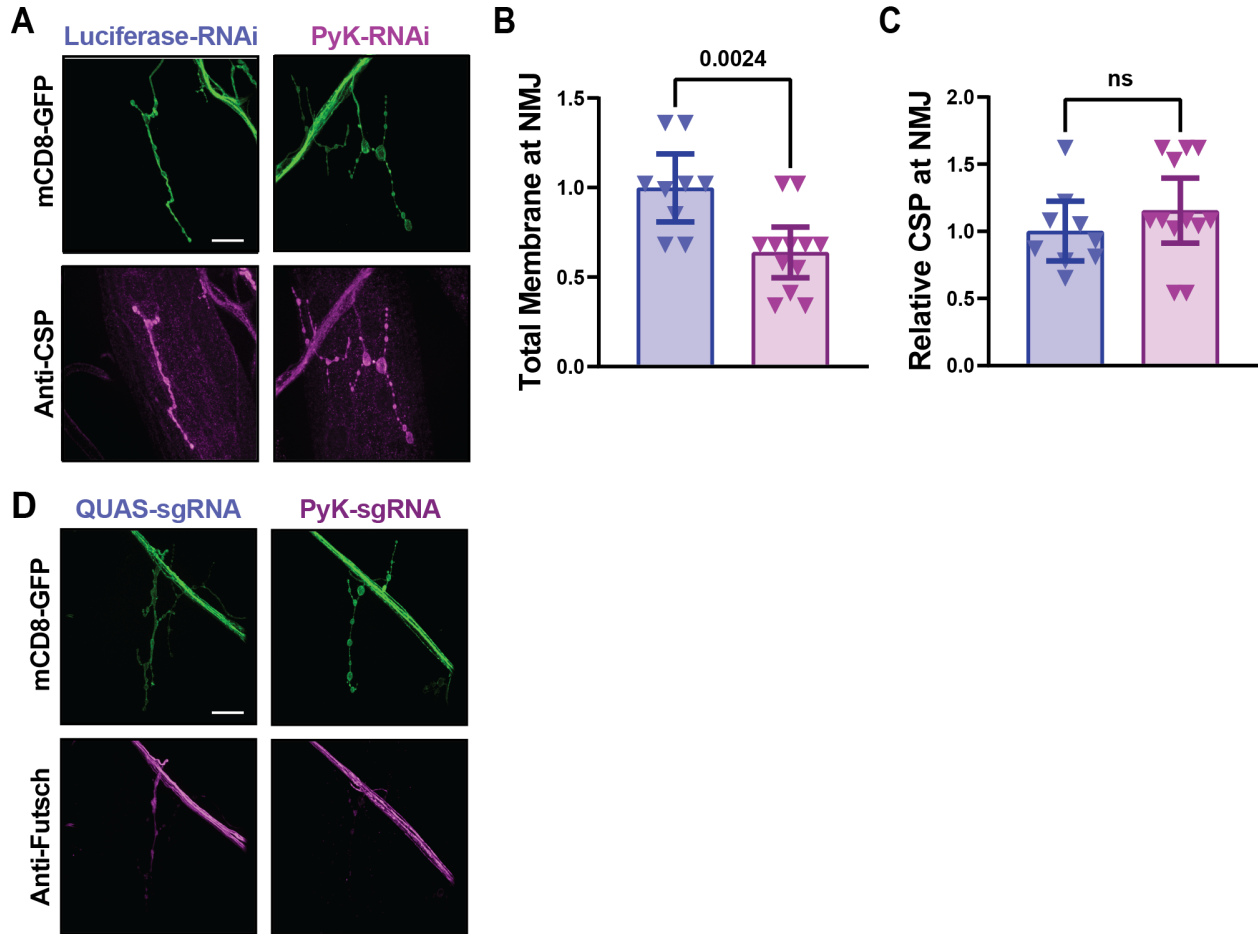 A
Luciferase-RNAi
PyK-RNAi
mCD8-GFP
Anti-CSP
B
0.0024
Total Membrane at NMJ
1.5
1.0
0.5
0.0
C
ns
Relative CSP at NMJ
2.0
1.5
1.0
0.5
0.0
D
QUAS-sgRNA
PyK-sgRNA
mCD8-GFP
Anti-Futsch